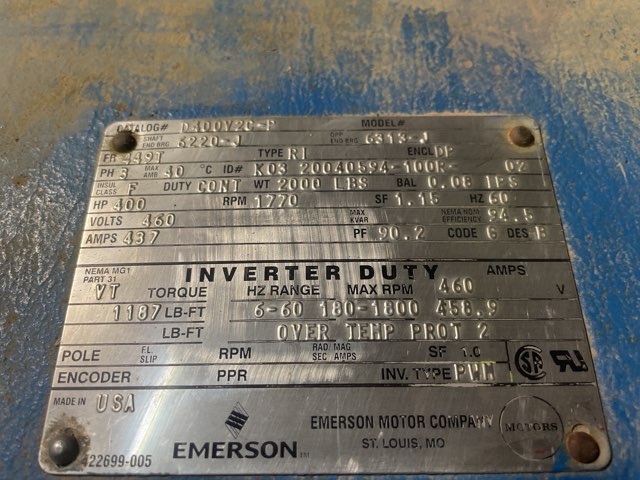 CATALOG# D400V2C-P MODEL#
SHAFT END BRG 6220-J OPP END BRG 6313-J
FR 449T TYPE RI ENCL DP
PH 3 MAX AMB 40 °C ID# K03 20040594-100R- 02
INSUL CLASS F DUTY CONT WT 2000 LBS BAL 0.08 IPS
HP 400 RPM 1770 SF 1.15 HZ 60
VOLTS 460 MAX KVAR NEMA NOM EFFICIENCY 94.5
AMPS 437 PF 90.2 CODE G DES B
NEMA MG1 PART 31 INVERTER DUTY AMPS
VT TORQUE HZ RANGE MAX RPM 460 V
1187 LB-FT 6-60 180-1800 458.9
LB-FT OVER TEMP PROT 2
POLE F.L. SLIP RPM RAD/MAG SEC AMPS SF 1.0
ENCODER PPR INV. TYPE PWM
MADE IN USA
EMERSON MOTOR COMPANY
ST. LOUIS, MO
EMERSON™
MOTORS
422699-005